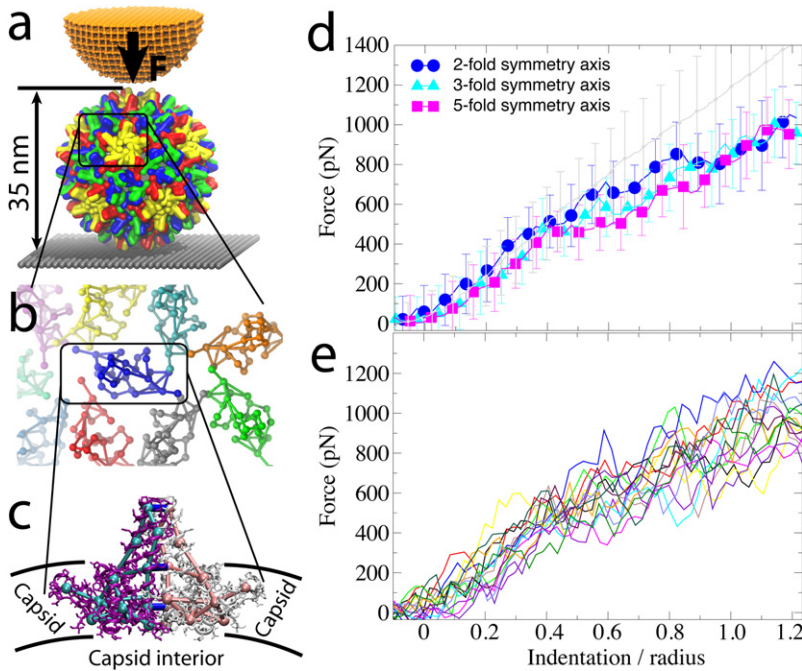 a
F
35 nm
b
c
Capsid
Capsid
Capsid interior
d
1400
1200
1000
800
600
400
200
0
Force (pN)
2-fold symmetry axis
3-fold symmetry axis
5-fold symmetry axis
e
1200
1000
800
600
400
200
0
Force (pN)
0 0.2 0.4 0.6 0.8 1.0 1.2
Indentation / radius